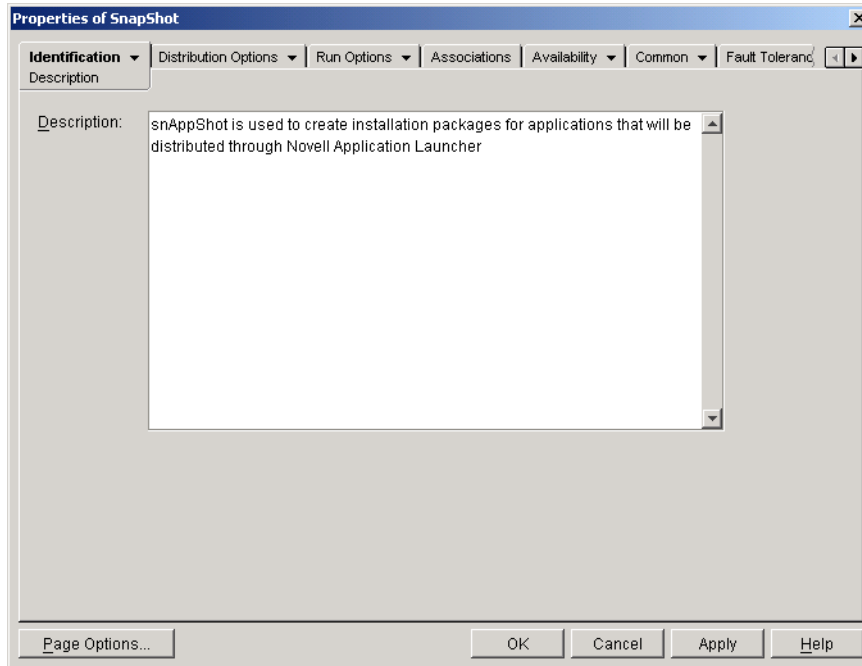 Properties of SnapShot
Identification Distribution Options Run Options Associations Availability Common Fault Toleranc
Description
Description: snAppShot is used to create installation packages for applications that will be
distributed through Novell Application Launcher
Page Options... OK Cancel Apply Help